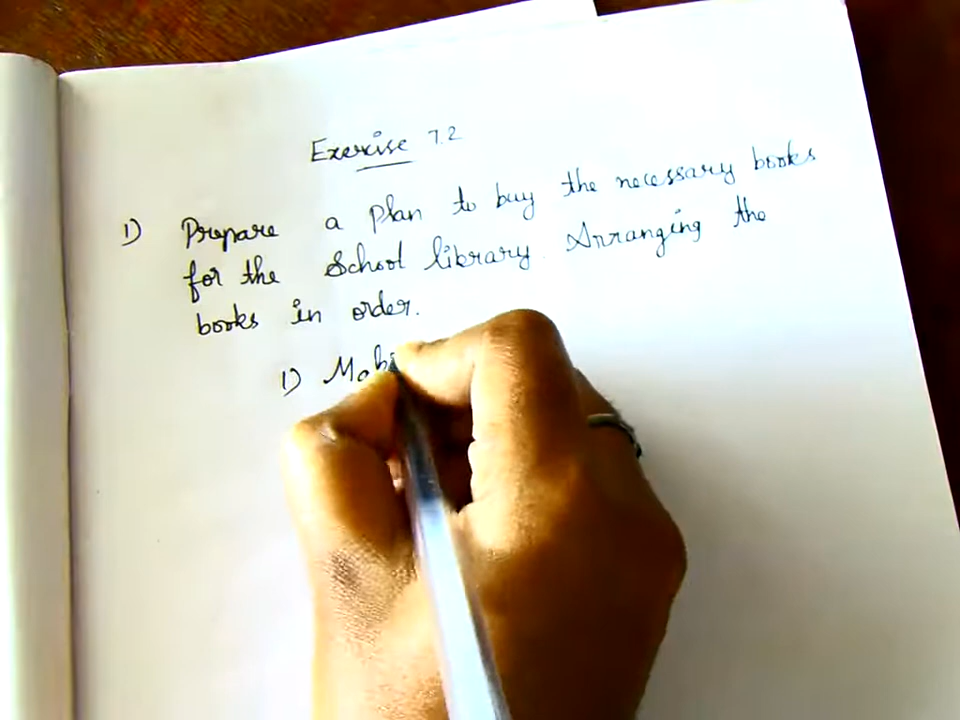 Exercise 7.2
1) Prepare a plan to buy the necessary books
for the School library. Arranging the
books in order.
1)